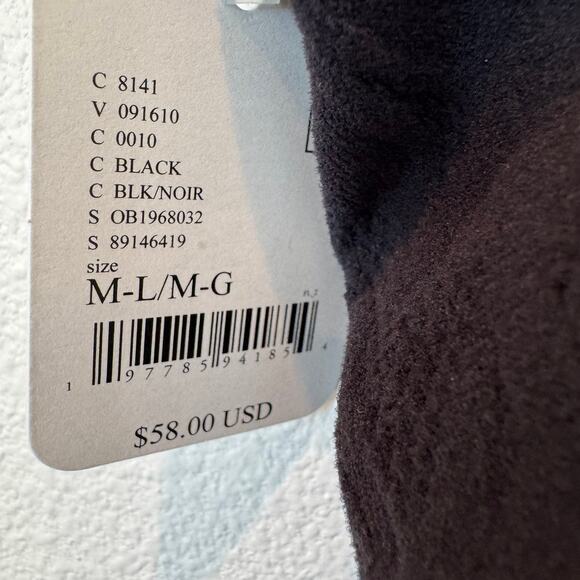 C 8141
V 091610
C 0010
C BLACK
C BLK/NOIR
S OB1968032
S 89146419
size
M-L/M-G
1 97785 94185 4
$58.00 USD